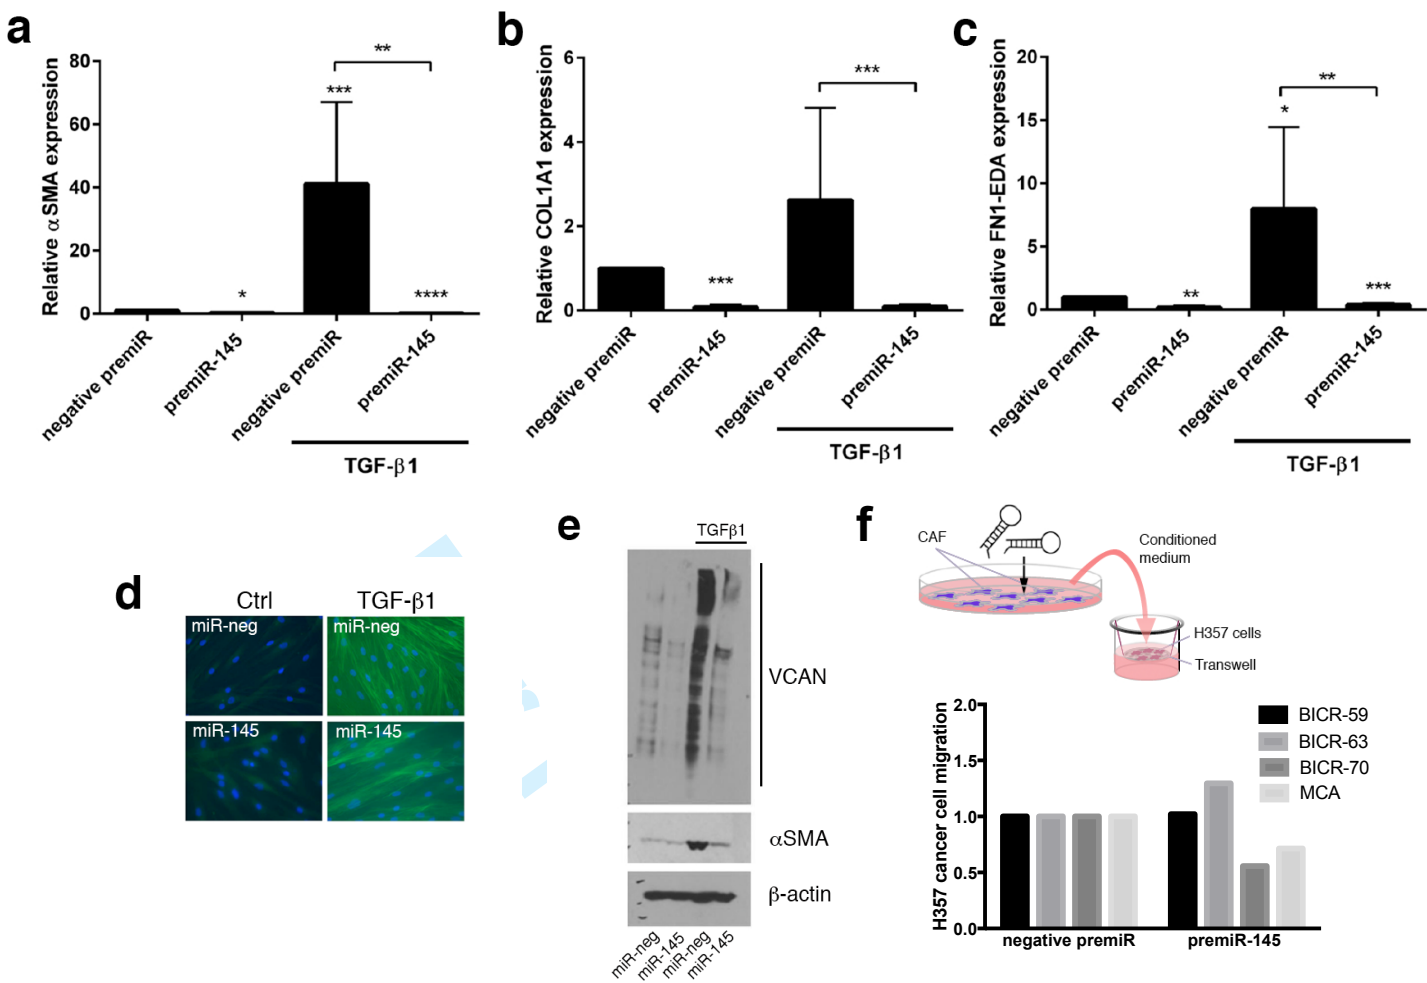 a
Relative αSMA expression
80
60
40
20
0
**
***
*
****
negative premiR
premiR-145
negative premiR
premiR-145
TGF-β1
b
Relative COL1A1 expression
6
4
2
0
***
***
negative premiR
premiR-145
negative premiR
premiR-145
TGF-β1
c
Relative FN1-EDA expression
20
15
10
5
0
**
*
**
***
negative premiR
premiR-145
negative premiR
premiR-145
TGF-β1
d
Ctrl
TGF-β1
miR-neg
miR-neg
miR-145
miR-145
e
TGFβ1
VCAN
αSMA
β-actin
miR-neg
miR-145
miR-neg
miR-145
f
CAF
Conditioned
medium
H357 cells
Transwell
H357 cancer cell migration
2.0
1.5
1.0
0.5
0.0
BICR-59
BICR-63
BICR-70
MCA
negative premiR
premiR-145